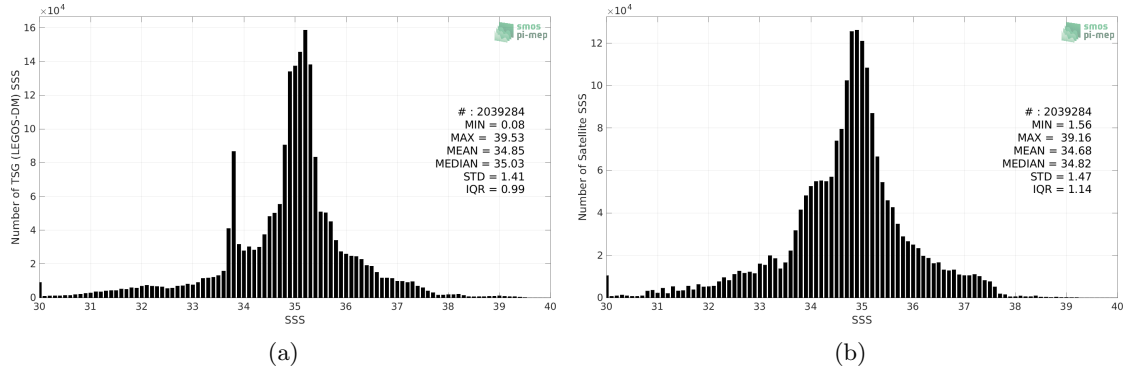 ×10⁴
16
14
12
10
8
6
4
2
0
30
31
32
33
34
35
36
37
38
39
40
SSS
Number of TSG (LEGOS-DM) SSS
smos
pi-mep
# : 2039284
MIN = 0.08
MAX = 39.53
MEAN = 34.85
MEDIAN = 35.03
STD = 1.41
IQR = 0.99
(a)
×10⁴
12
10
8
6
4
2
0
30
31
32
33
34
35
36
37
38
39
40
SSS
Number of Satellite SSS
smos
pi-mep
# : 2039284
MIN = 1.56
MAX = 39.16
MEAN = 34.68
MEDIAN = 34.82
STD = 1.47
IQR = 1.14
(b)